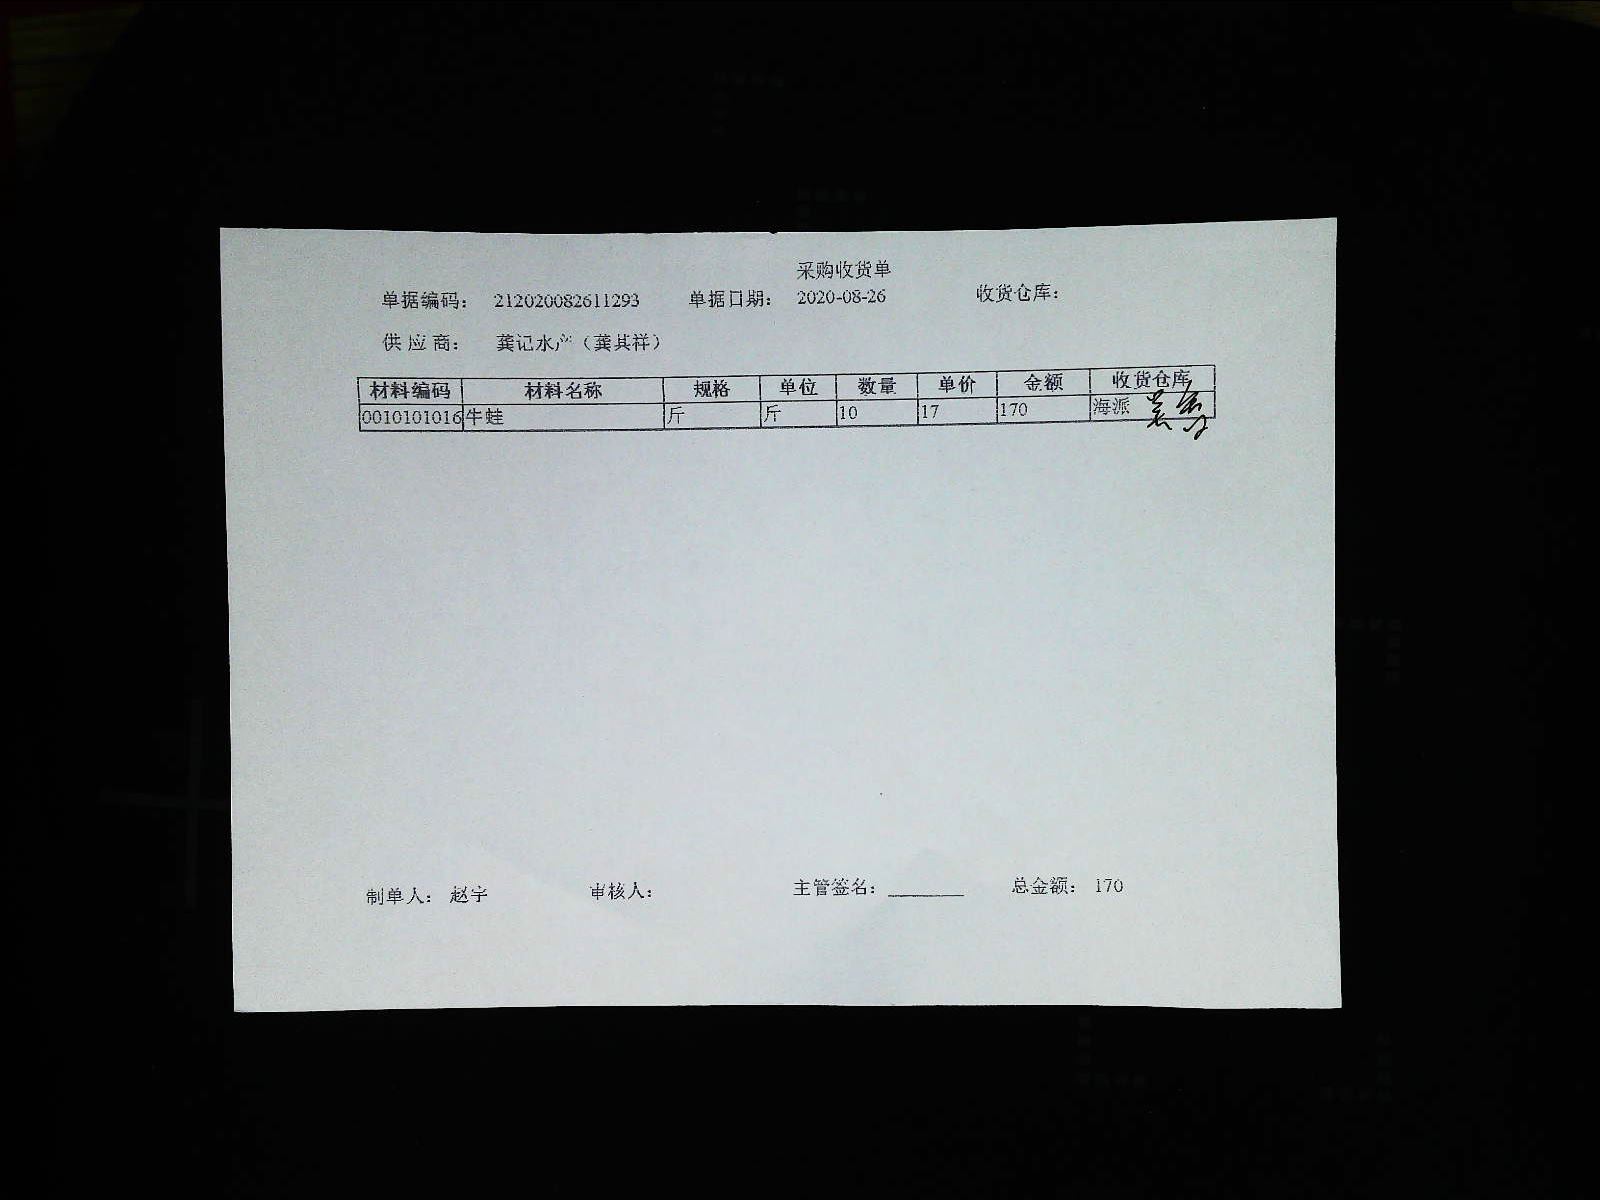 采购收货单
单据编码： 212020082611293 单据日期： 2020-08-26 收货仓库：
供 应 商： 龚记水产（龚其祥）
材料编码 材料名称 规格 单位 数量 单价 金额 收货仓库
0010101016 牛蛙 斤 斤 10 17 170 海派
制单人： 赵宇 审核人： 主管签名： 总金额： 170